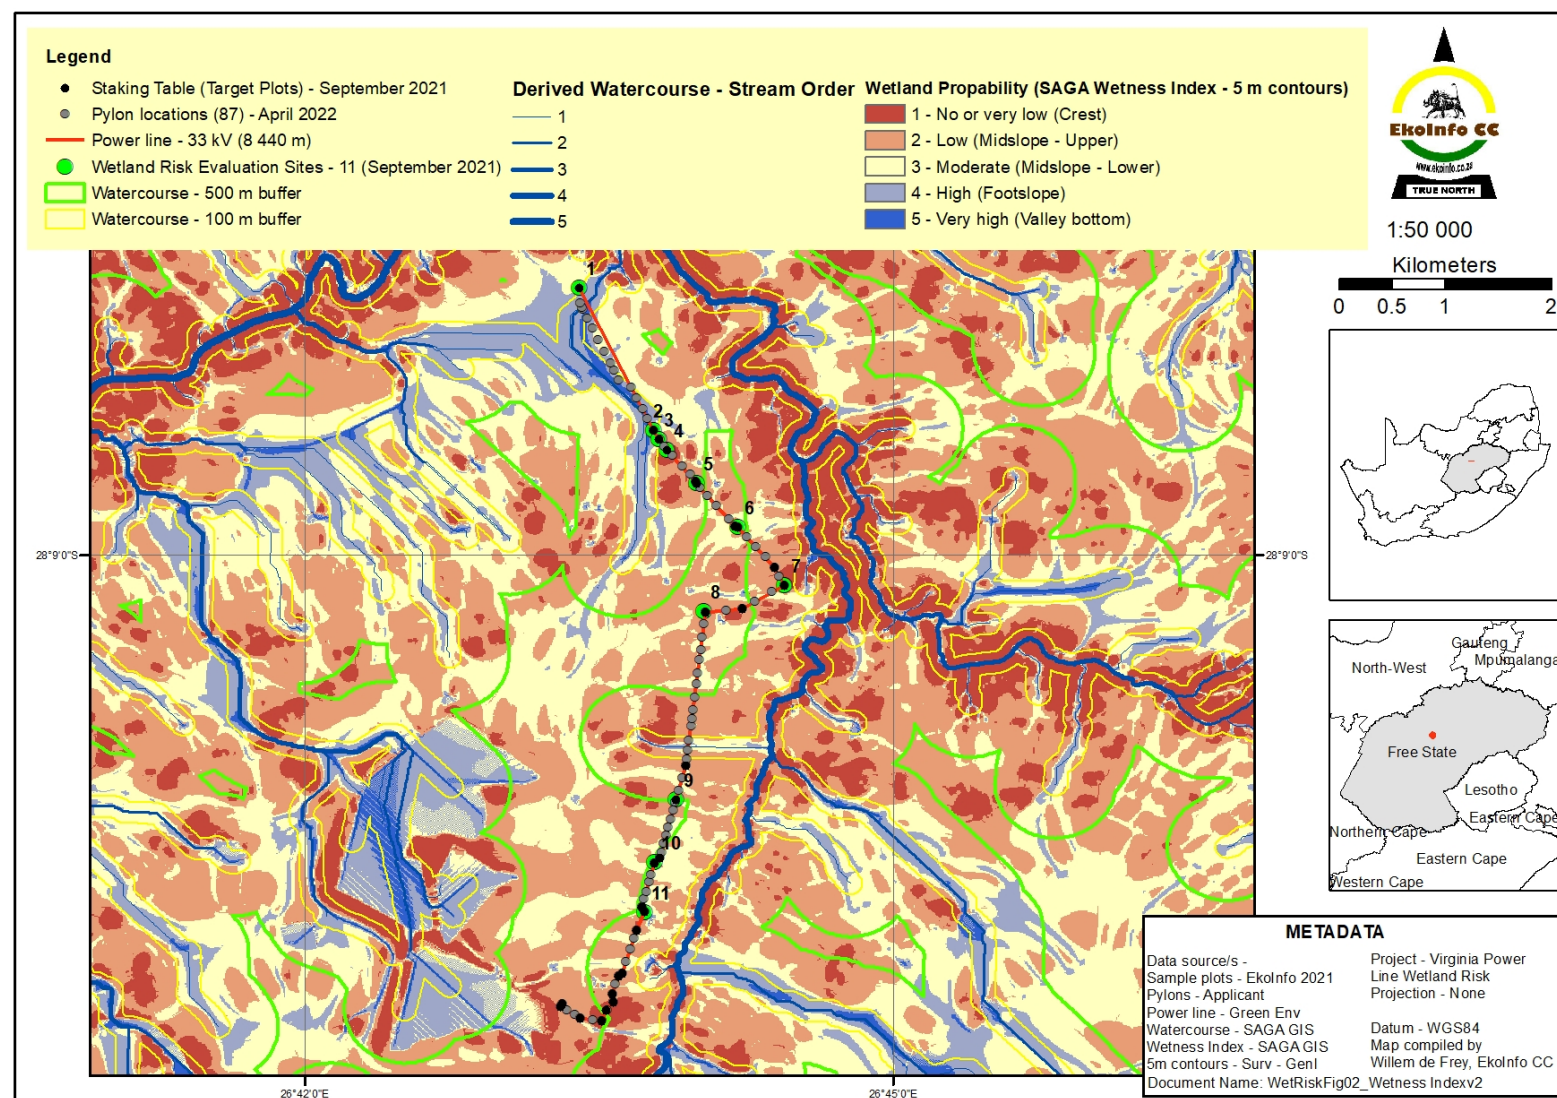 Legend
Staking Table (Target Plots) - September 2021
Pylon locations (87) - April 2022
Power line - 33 kV (8 440 m)
Wetland Risk Evaluation Sites - 11 (September 2021)
Watercourse - 500 m buffer
Watercourse - 100 m buffer
Derived Watercourse - Stream Order
1
2
3
4
5
Wetland Propability (SAGA Wetness Index - 5 m contours)
1 - No or very low (Crest)
2 - Low (Midslope - Upper)
3 - Moderate (Midslope - Lower)
4 - High (Footslope)
5 - Very high (Valley bottom)
EkoInfo CC
www.ekoinfo.co.za
TRUE NORTH
1:50 000
Kilometers
0 0.5 1 2
1
2
3
4
5
6
7
8
9
10
11
28°9'0"S
28°9'0"S
26°42'0"E
26°45'0"E
Gauteng
North-West
Mpumalanga
Free State
Lesotho
Eastern Cape
Northern Cape
Eastern Cape
Western Cape
METADATA
Data source/s -
Sample plots - EkoInfo 2021
Pylons - Applicant
Power line - Green Env
Watercourse - SAGA GIS
Wetness Index - SAGA GIS
5m contours - Surv - Genl
Project - Virginia Power
Line Wetland Risk
Projection - None
Datum - WGS84
Map compiled by
Willem de Frey, EkoInfo CC
Document Name: WetRiskFig02_Wetness Indexv2